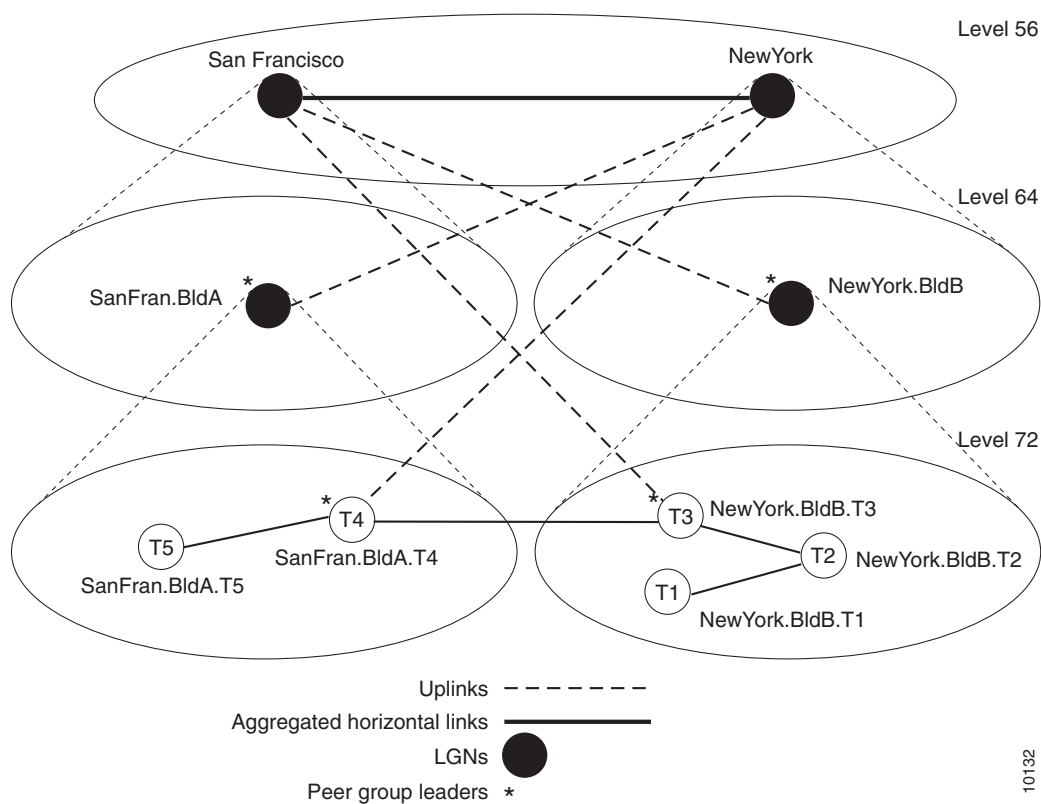 Level 56
San Francisco
NewYork
Level 64
*
SanFran.BldA
*
NewYork.BldB
Level 72
*
T4
SanFran.BldA.T4
T5
SanFran.BldA.T5
*
T3
NewYork.BldB.T3
T2
NewYork.BldB.T2
T1
NewYork.BldB.T1
Uplinks
Aggregated horizontal links
LGNs
Peer group leaders *
10132